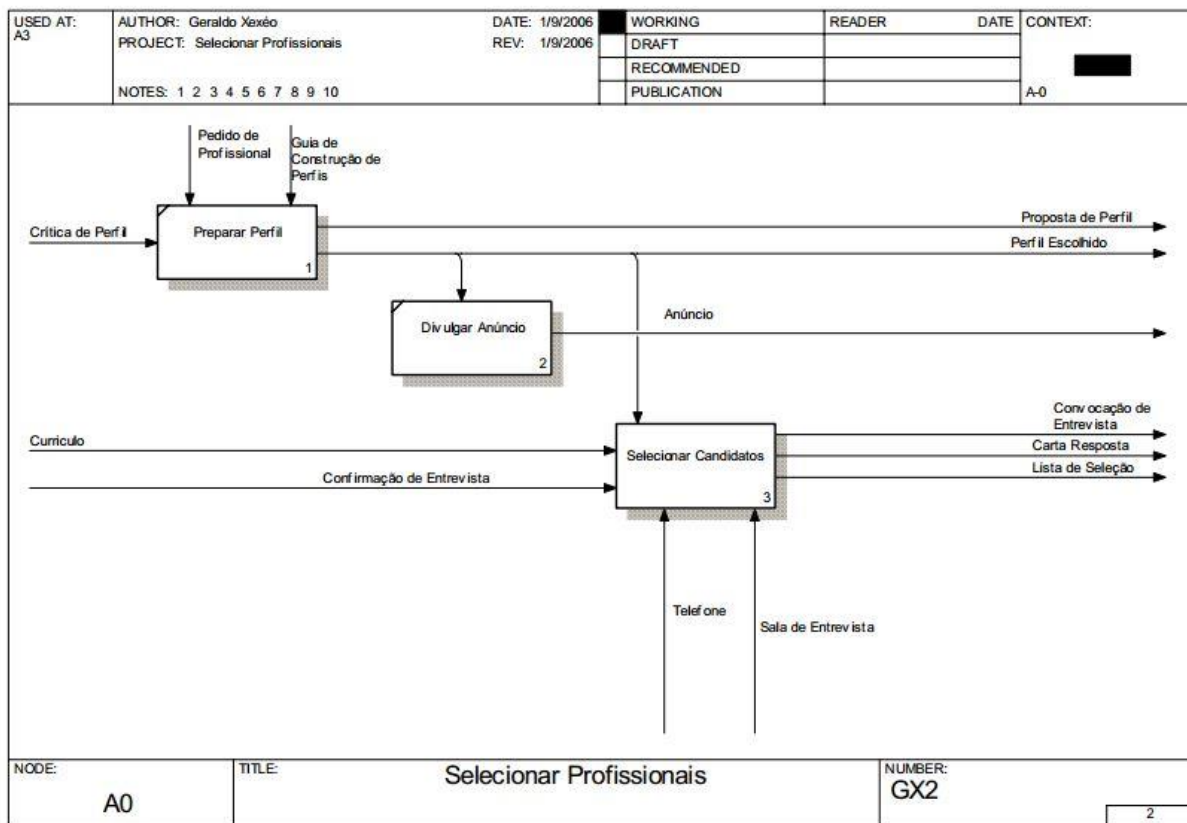 USED AT:
A3
AUTHOR: Geraldo Xexéo
DATE: 1/9/2006
PROJECT: Selecionar Profissionais
REV: 1/9/2006
NOTES: 1 2 3 4 5 6 7 8 9 10
WORKING
DRAFT
RECOMMENDED
PUBLICATION
READER
DATE
CONTEXT:
A-0
Pedido de
Profissional
Guia de
Construção de
Perfis
Crítica de Perfil
Preparar Perfil
1
Proposta de Perfil
Perfil Escolhido
Divulgar Anúncio
2
Anúncio
Curriculo
Confirmação de Entrevista
Selecionar Candidatos
3
Convocação de
Entrevista
Carta Resposta
Lista de Seleção
Telefone
Sala de Entrevista
NODE:
A0
TITLE:
Selecionar Profissionais
NUMBER:
GX2
2